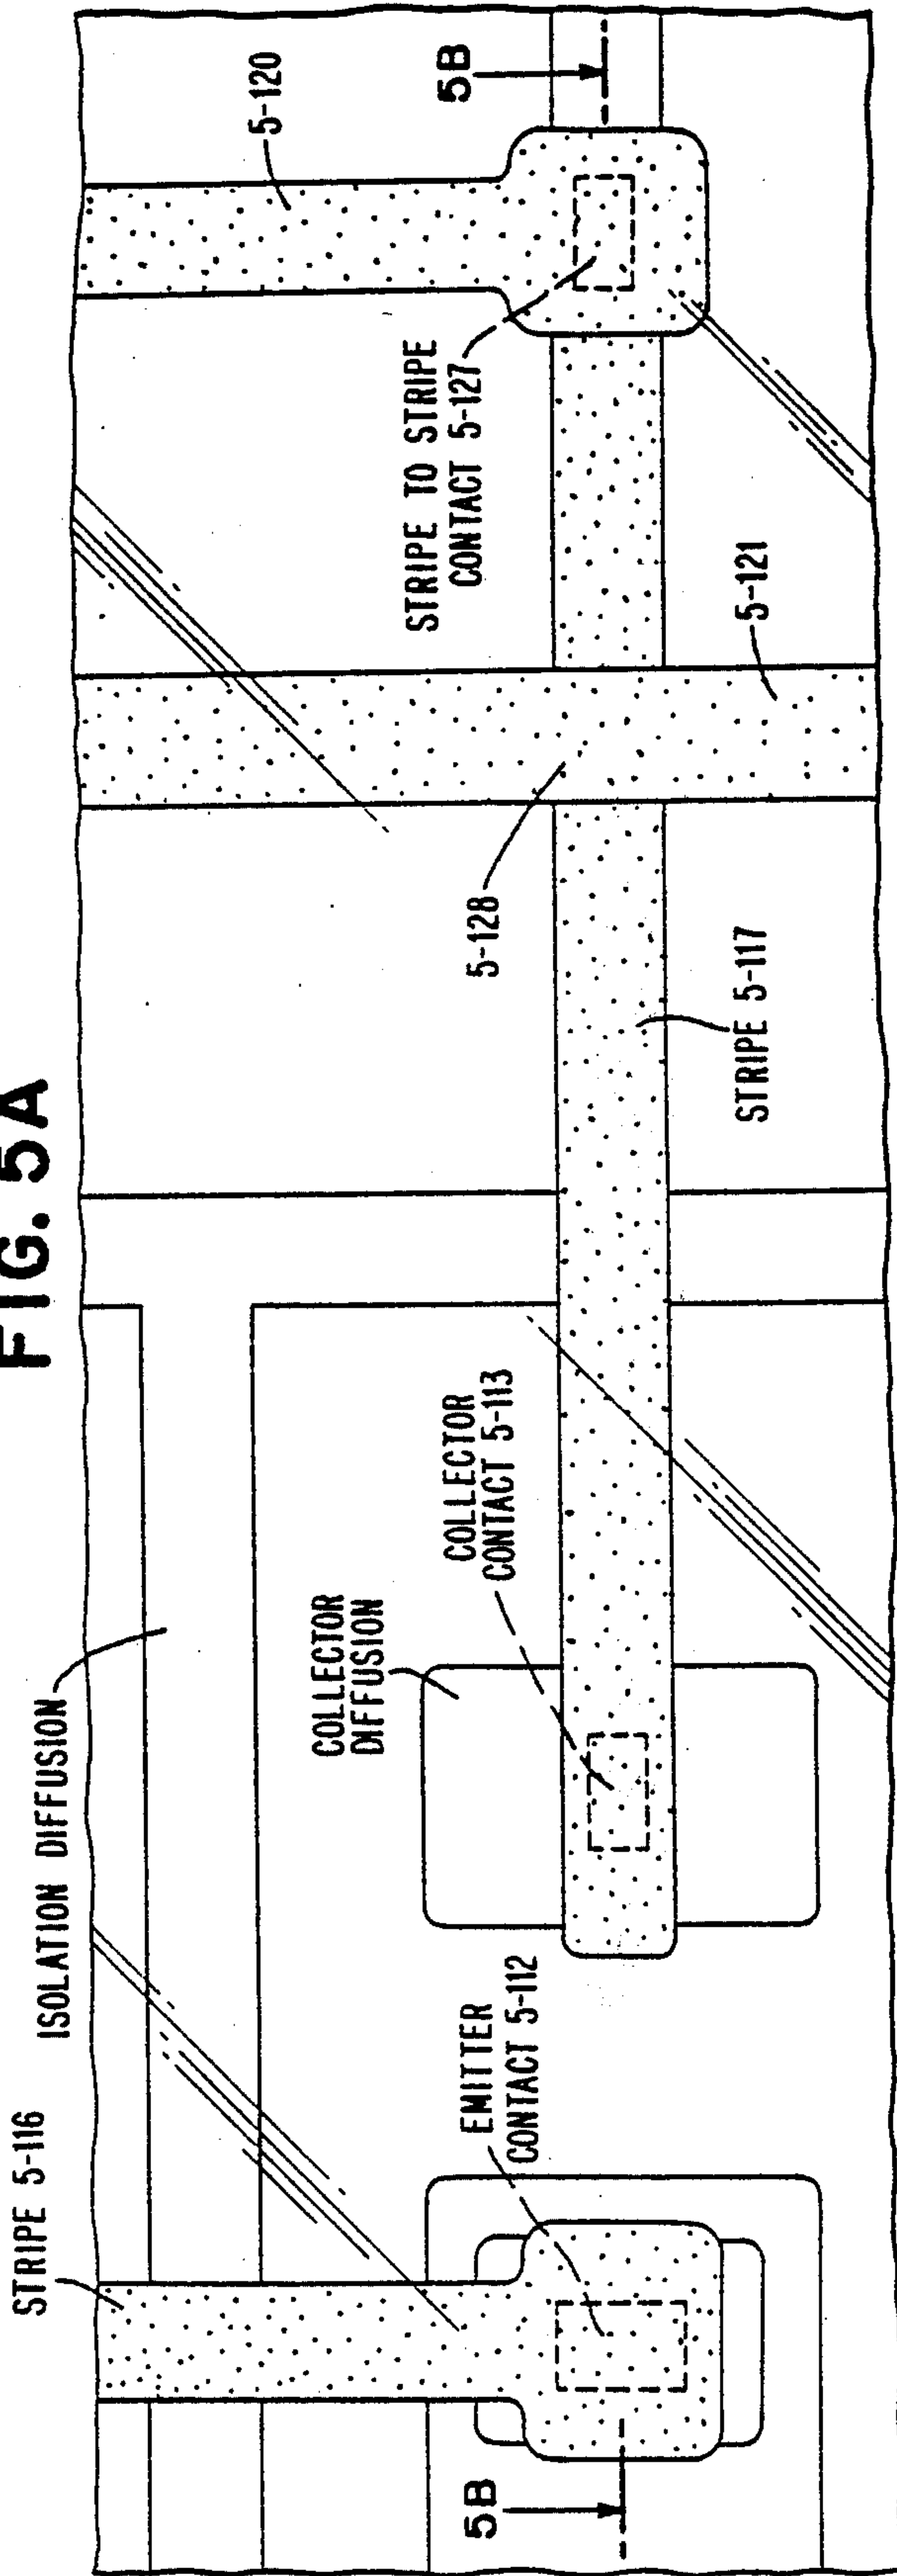 FIG. 5A
STRIPE 5-116
ISOLATION DIFFUSION
5-120
5B
STRIPE TO STRIPE
CONTACT 5-127
5-128
5-121
COLLECTOR
DIFFUSION
COLLECTOR
CONTACT 5-113
STRIPE 5-117
EMITTER
CONTACT 5-112
5B